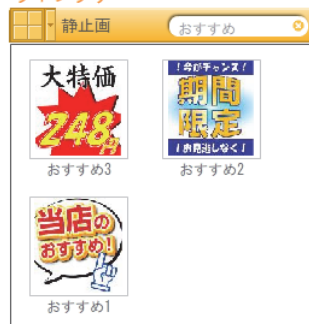 静止画
おすすめ
大特価
248円
おすすめ3
！今がチャンス！
期間
限定
！お見逃しなく！
おすすめ2
当店の
おすすめ！
おすすめ1